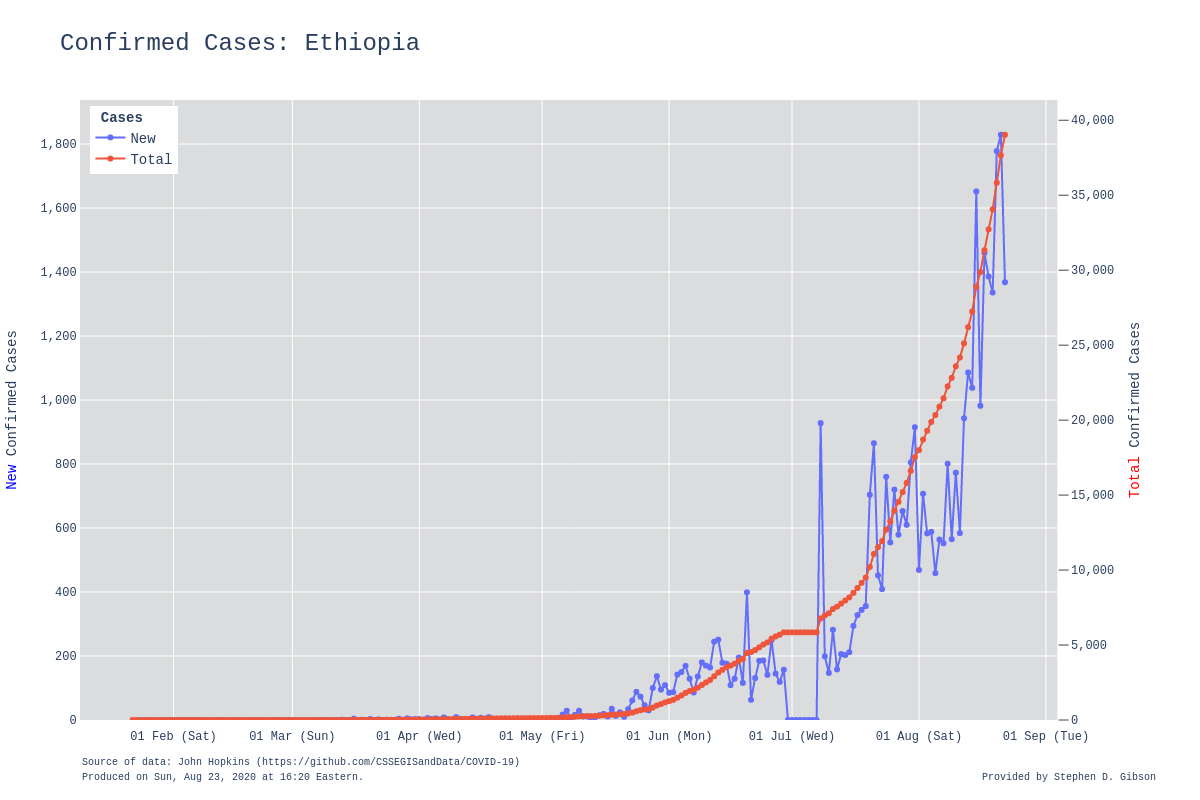 Confirmed Cases: Ethiopia
Cases
New
Total
1,800
1,600
1,400
1,200
1,000
800
600
400
200
0
40,000
35,000
30,000
25,000
20,000
15,000
10,000
5,000
0
New Confirmed Cases
Total Confirmed Cases
01 Feb (Sat)
01 Mar (Sun)
01 Apr (Wed)
01 May (Fri)
01 Jun (Mon)
01 Jul (Wed)
01 Aug (Sat)
01 Sep (Tue)
Source of data: John Hopkins (https://github.com/CSSEGISandData/COVID-19)
Produced on Sun, Aug 23, 2020 at 16:20 Eastern.
Provided by Stephen D. Gibson